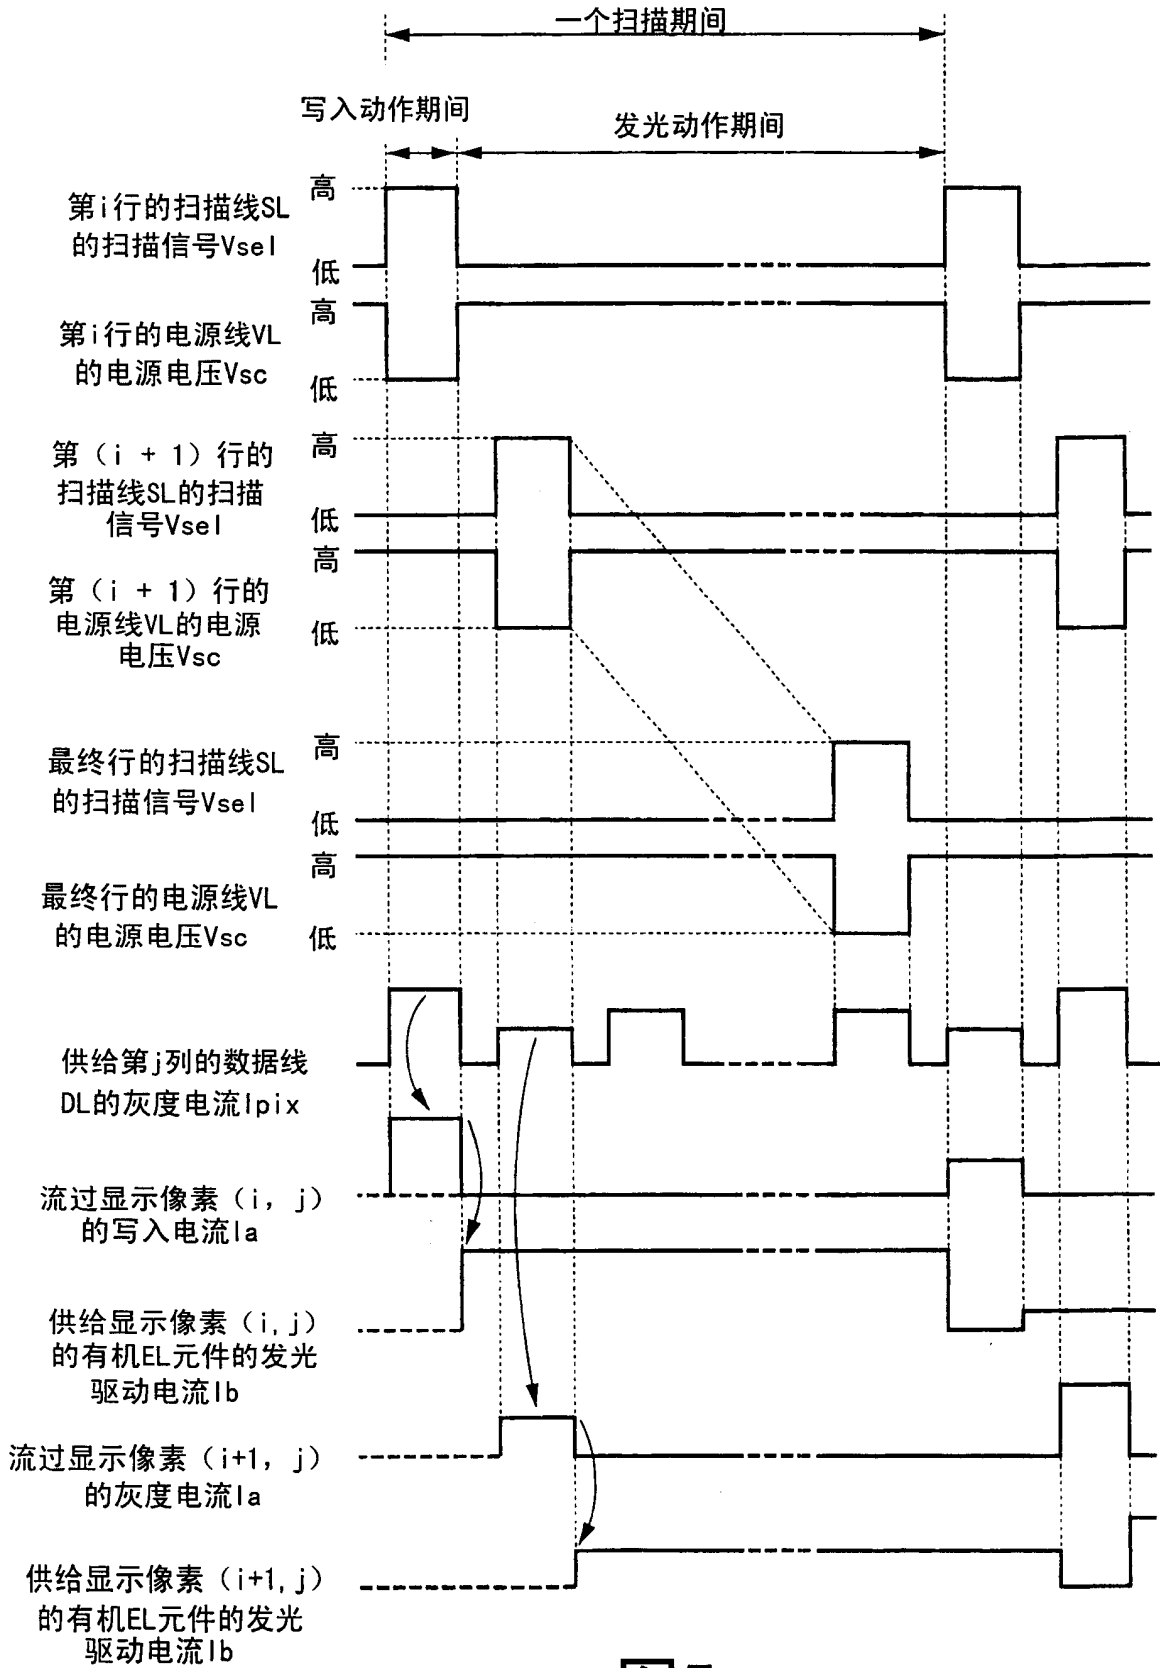 一个扫描期间
写入动作期间
发光动作期间
第i行的扫描线SL
的扫描信号Vsel
高
低
第i行的电源线VL
的电源电压Vsc
高
低
第（i + 1）行的
扫描线SL的扫描
信号Vsel
高
低
第（i + 1）行的
电源线VL的电源
电压Vsc
高
低
最终行的扫描线SL
的扫描信号Vsel
高
低
最终行的电源线VL
的电源电压Vsc
高
低
供给第j列的数据线
DL的灰度电流Ipix
流过显示像素（i, j）
的写入电流Ia
供给显示像素（i,j）
的有机EL元件的发光
驱动电流Ib
流过显示像素（i+1, j）
的灰度电流Ia
供给显示像素（i+1,j）
的有机EL元件的发光
驱动电流Ib